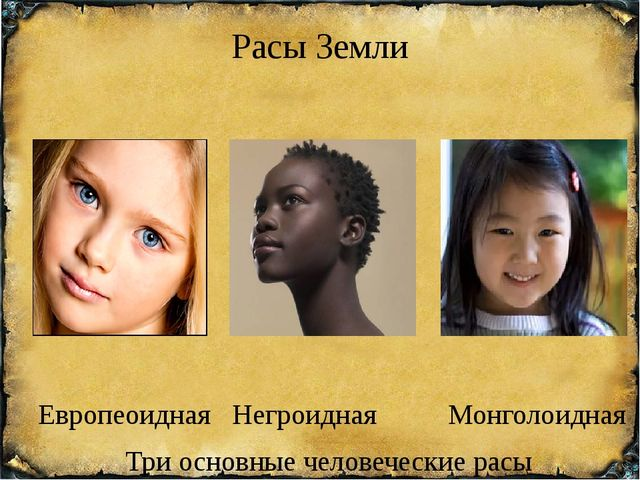 Расы Земли
Европеоидная Негроидная Монголоидная
Три основные человеческие расы